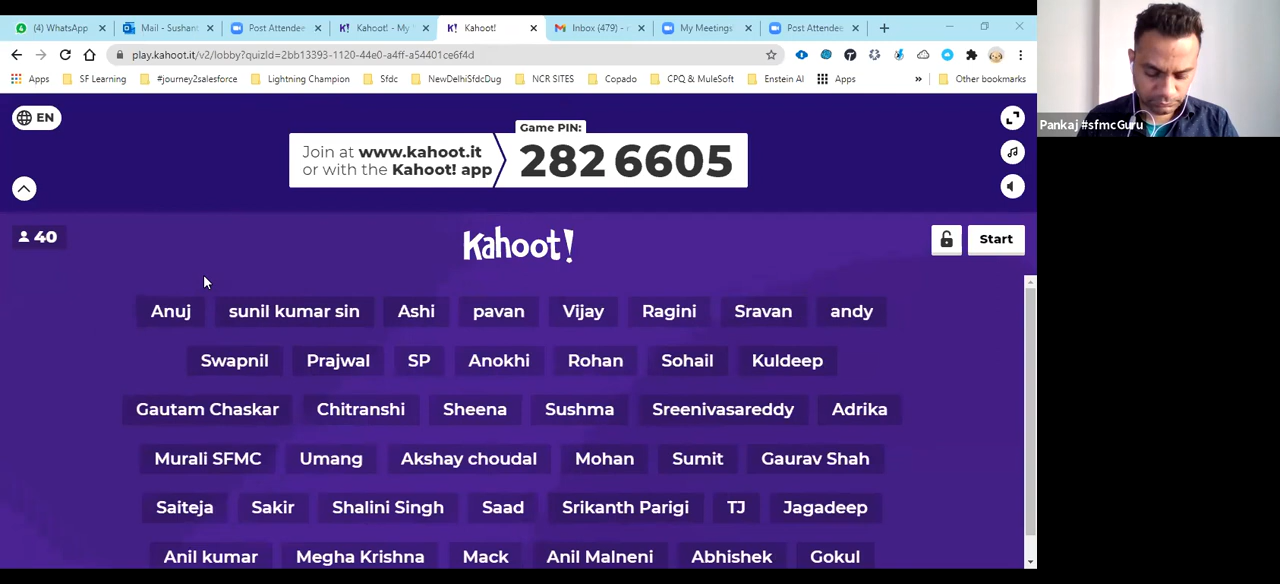 (4) WhatsApp
Mail - Sushant
Post Attendee
Kahoot! - My
Kahoot!
Inbox (479) -
My Meetings
Post Attendee
play.kahoot.it/v2/lobby?quizId=2bb13393-1120-44e0-a4ff-a54401ce6f4d
Apps SF Learning #journey2salesforce Lightning Champion Sfdc NewDelhiSfdcDug NCR SITES Copado CPQ & MuleSoft Enstein AI Apps » Other bookmarks
EN
Game PIN:
Join at www.kahoot.it
or with the Kahoot! app
282 6605
40
Kahoot!
Start
Anuj sunil kumar sin Ashi pavan Vijay Ragini Sravan andy
Swapnil Prajwal SP Anokhi Rohan Sohail Kuldeep
Gautam Chaskar Chitranshi Sheena Sushma Sreenivasareddy Adrika
Murali SFMC Umang Akshay choudal Mohan Sumit Gaurav Shah
Saiteja Sakir Shalini Singh Saad Srikanth Parigi TJ Jagadeep
Anil kumar Megha Krishna Mack Anil Malneni Abhishek Gokul
Pankaj #sfmcGuru